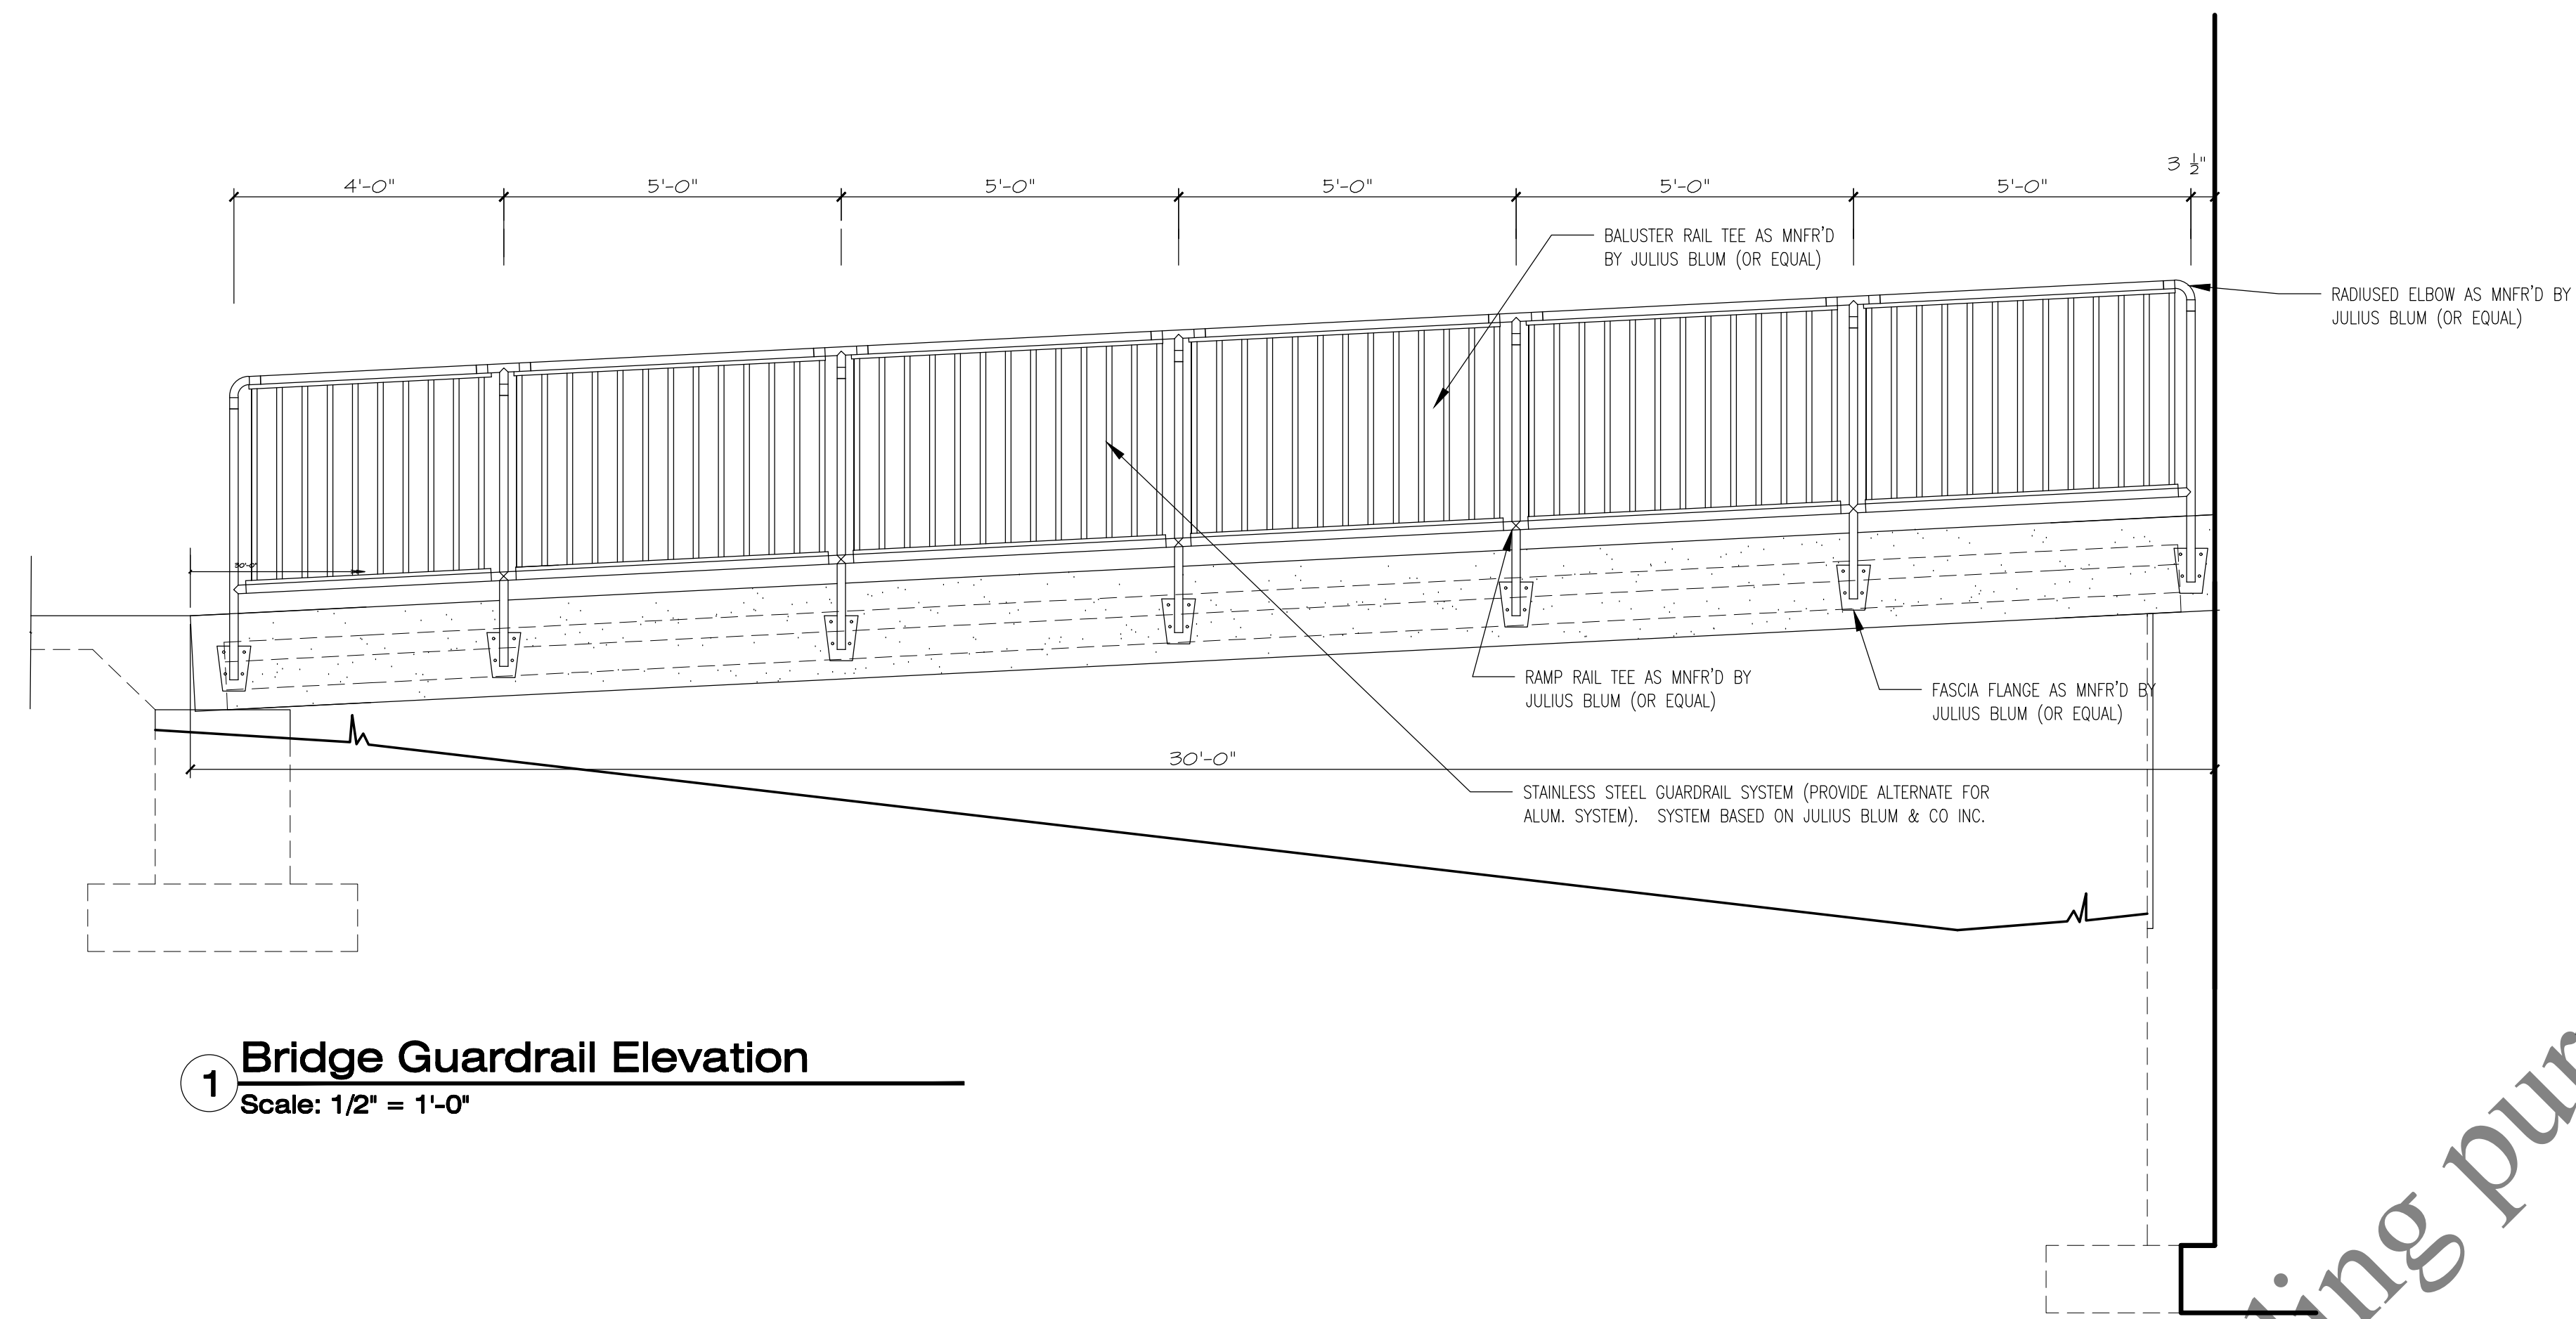 3 1/2"
4'-0"
5'-0"
5'-0"
5'-0"
5'-0"
5'-0"
BALUSTER RAIL TEE AS MNFR'D
BY JULIUS BLUM (OR EQUAL)
RADIUSED ELBOW AS MNFR'D BY
JULIUS BLUM (OR EQUAL)
30'-0"
RAMP RAIL TEE AS MNFR'D BY
JULIUS BLUM (OR EQUAL)
FASCIA FLANGE AS MNFR'D BY
JULIUS BLUM (OR EQUAL)
30'-0"
STAINLESS STEEL GUARDRAIL SYSTEM (PROVIDE ALTERNATE FOR
ALUM. SYSTEM). SYSTEM BASED ON JULIUS BLUM & CO INC.
1
Bridge Guardrail Elevation
Scale: 1/2" = 1'-0"